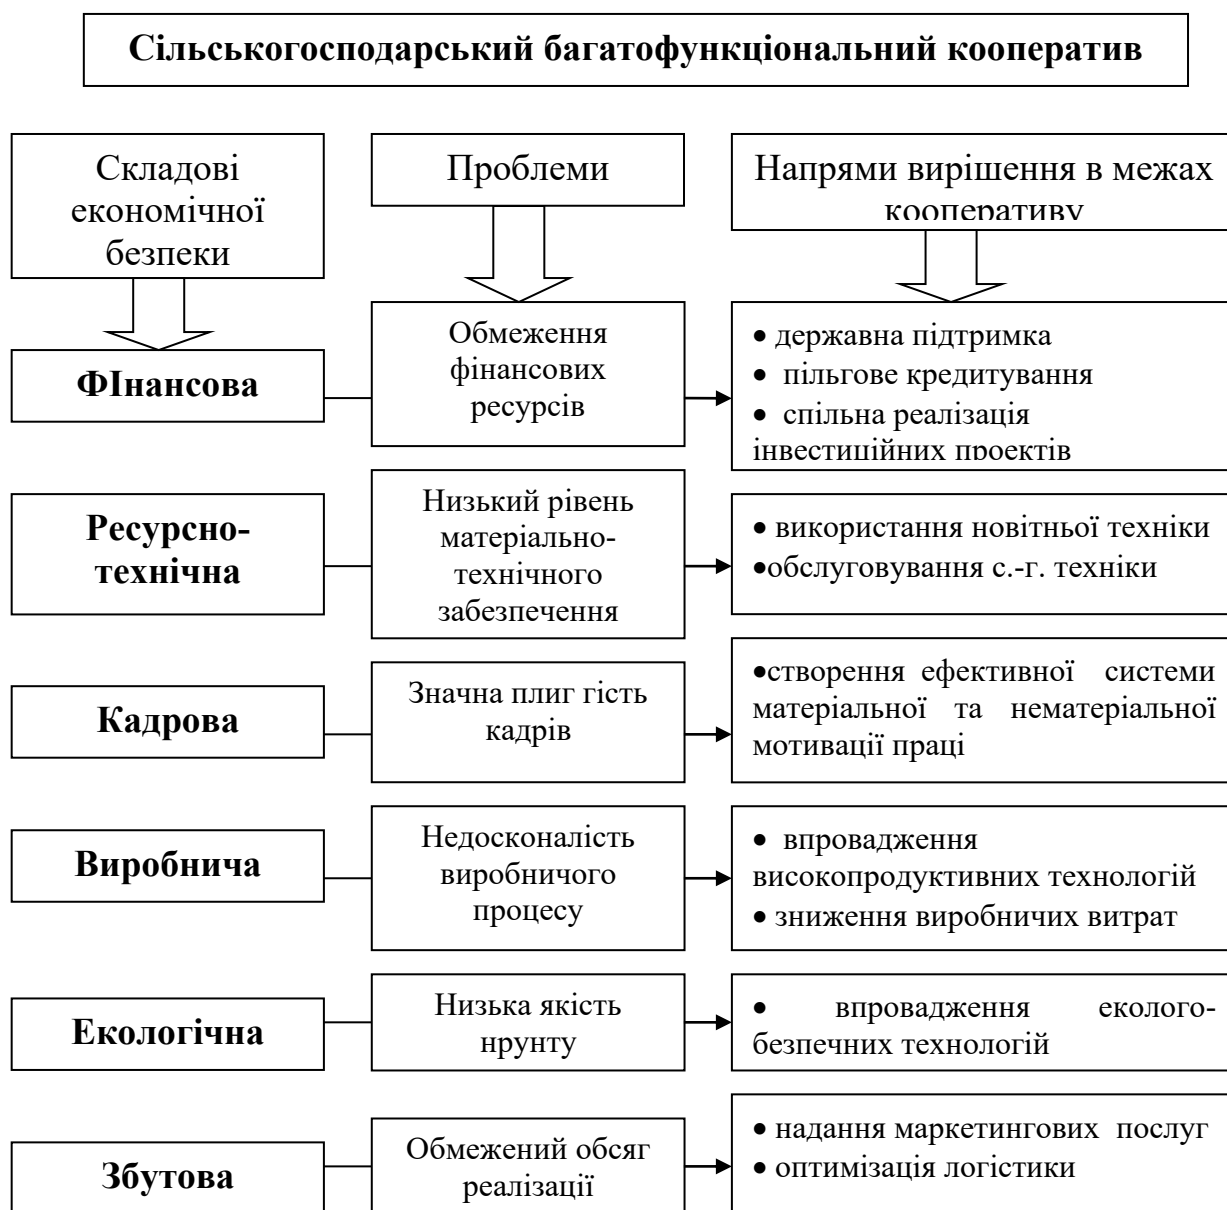 Сільськогосподарський багатофункціональний кооператив
Складові
економічної
безпеки
Проблеми
Напрями вирішення в межах
кооперативу
ФІнансова
Обмеження
фінансових
ресурсів
• державна підтримка
• пільгове кредитування
• спільна реалізація
інвестиційних проектів
Ресурсно-
технічна
Низький рівень
матеріально-
технічного
забезпечення
• використання новітньої техніки
•обслуговування с.-г. техніки
Кадрова
Значна плиг гість
кадрів
•створення ефективної системи
матеріальної та нематеріальної
мотивації праці
Виробнича
Недосконалість
виробничого
процесу
• впровадження
високопродуктивних технологій
• зниження виробничих витрат
Екологічна
Низька якість
нрунту
• впровадження еколого-
безпечних технологій
Збутова
Обмежений обсяг
реалізації
• надання маркетингових послуг
• оптимізація логістики